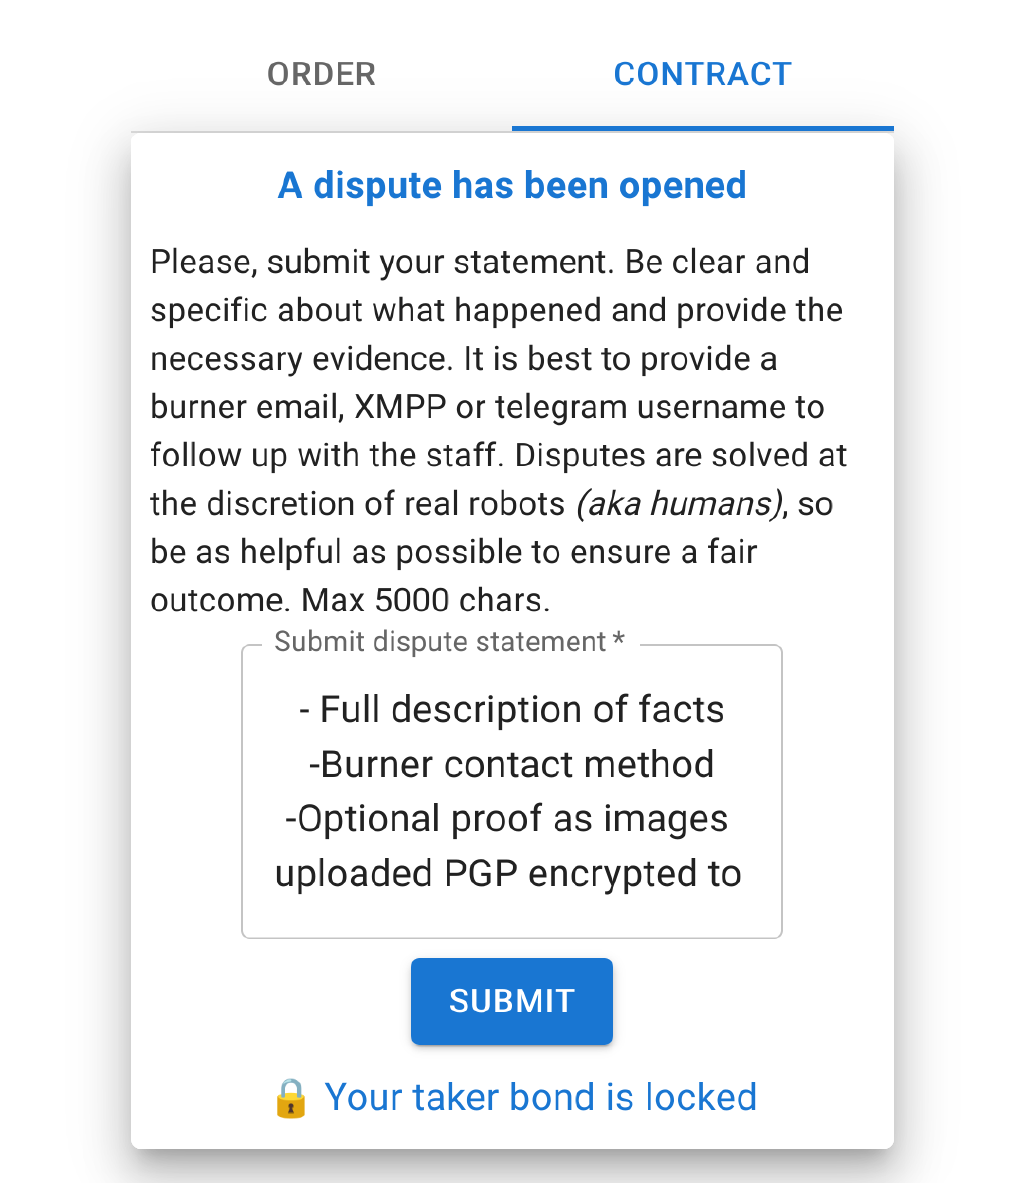 ORDER
CONTRACT
A dispute has been opened
Please, submit your statement. Be clear and
specific about what happened and provide the
necessary evidence. It is best to provide a
burner email, XMPP or telegram username to
follow up with the staff. Disputes are solved at
the discretion of real robots (aka humans), so
be as helpful as possible to ensure a fair
outcome. Max 5000 chars.
Submit dispute statement *
- Full description of facts
-Burner contact method
-Optional proof as images
uploaded PGP encrypted to
SUBMIT
🔒 Your taker bond is locked